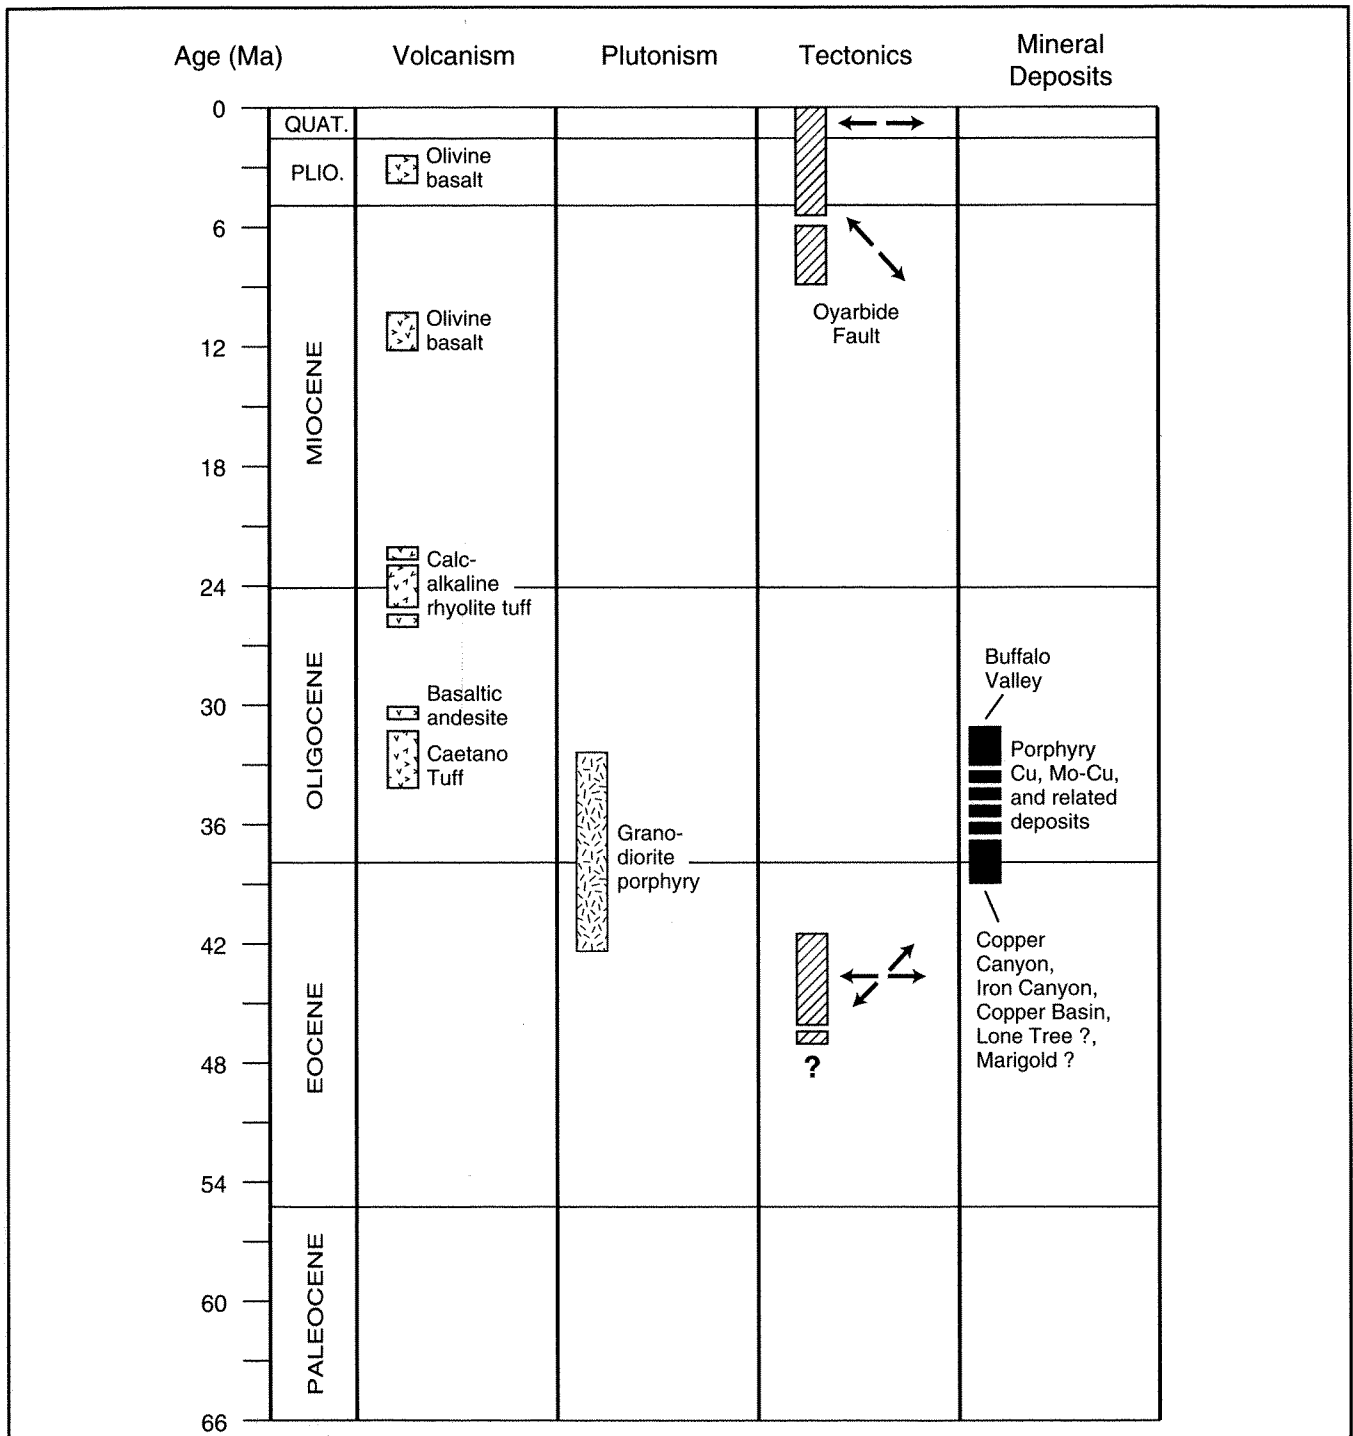 Age (Ma)
Volcanism
Plutonism
Tectonics
Mineral
Deposits
0
6
12
18
24
30
36
42
48
54
60
66
QUAT.
PLIO.
MIOCENE
OLIGOCENE
EOCENE
PALEOCENE
Olivine
basalt
Olivine
basalt
Calc-
alkaline
rhyolite tuff
Basaltic
andesite
Caetano
Tuff
Grano-
diorite
porphyry
Oyarbide
Fault
?
Buffalo
Valley
Porphyry
Cu, Mo-Cu,
and related
deposits
Copper
Canyon,
Iron Canyon,
Copper Basin,
Lone Tree ?,
Marigold ?